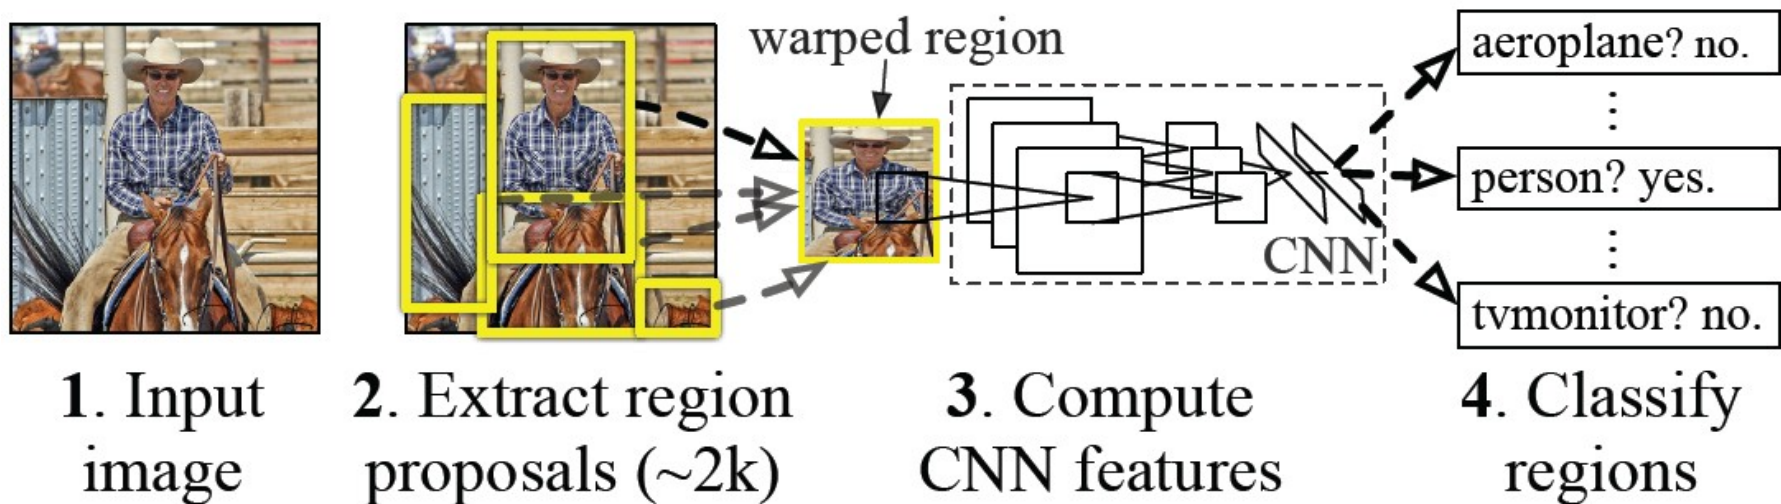 warped region
aeroplane? no.
person? yes.
tvmonitor? no.
CNN
1. Input
image
2. Extract region
proposals (~2k)
3. Compute
CNN features
4. Classify
regions